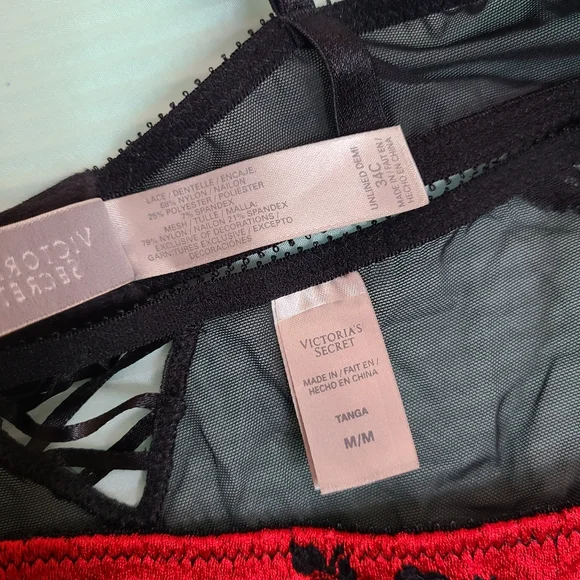 LACE / DENTELLE / ENCAJE:
68% NYLON / NAILON
25% POLYESTER / POLIÉSTER
7% SPANDEX
MESH / TULLE / MALLA:
79% NYLON / NAILON 21% SPANDEX
EXCLUSIVE OF DECORATIONS /
GARNITURES EXCLUES / EXCEPTO
DECORACIONES
UNLINED DEMI
34C
MADE IN / FAIT EN /
HECHO EN CHINA
VICTORIA'S
SECRET
VICTORIA'S
SECRET
MADE IN / FAIT EN /
HECHO EN CHINA
TANGA
M/M